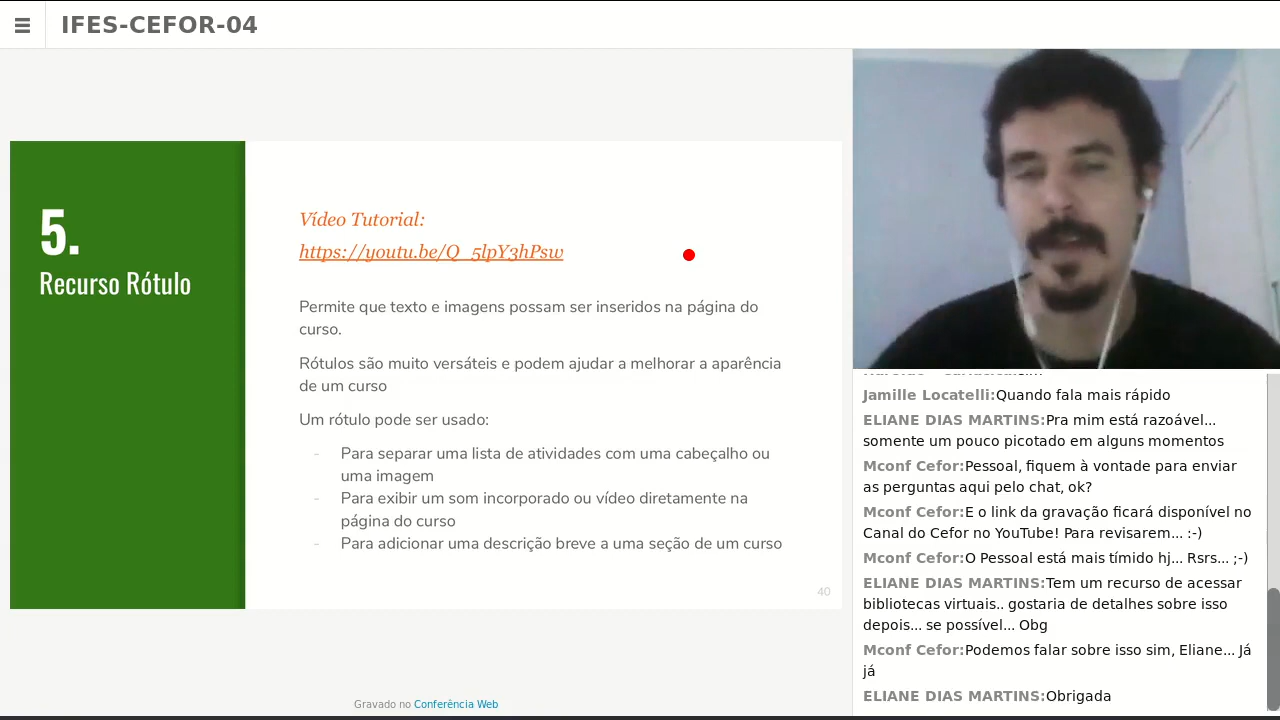 IFES-CEFOR-04
5.
Recurso Rótulo
Vídeo Tutorial:
https://youtu.be/Q_5lpY3hPsw
Permite que texto e imagens possam ser inseridos na página do
curso.
Rótulos são muito versáteis e podem ajudar a melhorar a aparência
de um curso
Um rótulo pode ser usado:
- Para separar uma lista de atividades com uma cabeçalho ou
uma imagem
- Para exibir um som incorporado ou vídeo diretamente na
página do curso
- Para adicionar uma descrição breve a uma seção de um curso
40
Gravado no Conferência Web
Jamille Locatelli:Quando fala mais rápido
ELIANE DIAS MARTINS:Pra mim está razoável...
somente um pouco picotado em alguns momentos
Mconf Cefor:Pessoal, fiquem à vontade para enviar
as perguntas aqui pelo chat, ok?
Mconf Cefor:E o link da gravação ficará disponível no
Canal do Cefor no YouTube! Para revisarem... :-)
Mconf Cefor:O Pessoal está mais tímido hj... Rsrs... ;-)
ELIANE DIAS MARTINS:Tem um recurso de acessar
bibliotecas virtuais.. gostaria de detalhes sobre isso
depois... se possível... Obg
Mconf Cefor:Podemos falar sobre isso sim, Eliane... Já
já
ELIANE DIAS MARTINS:Obrigada